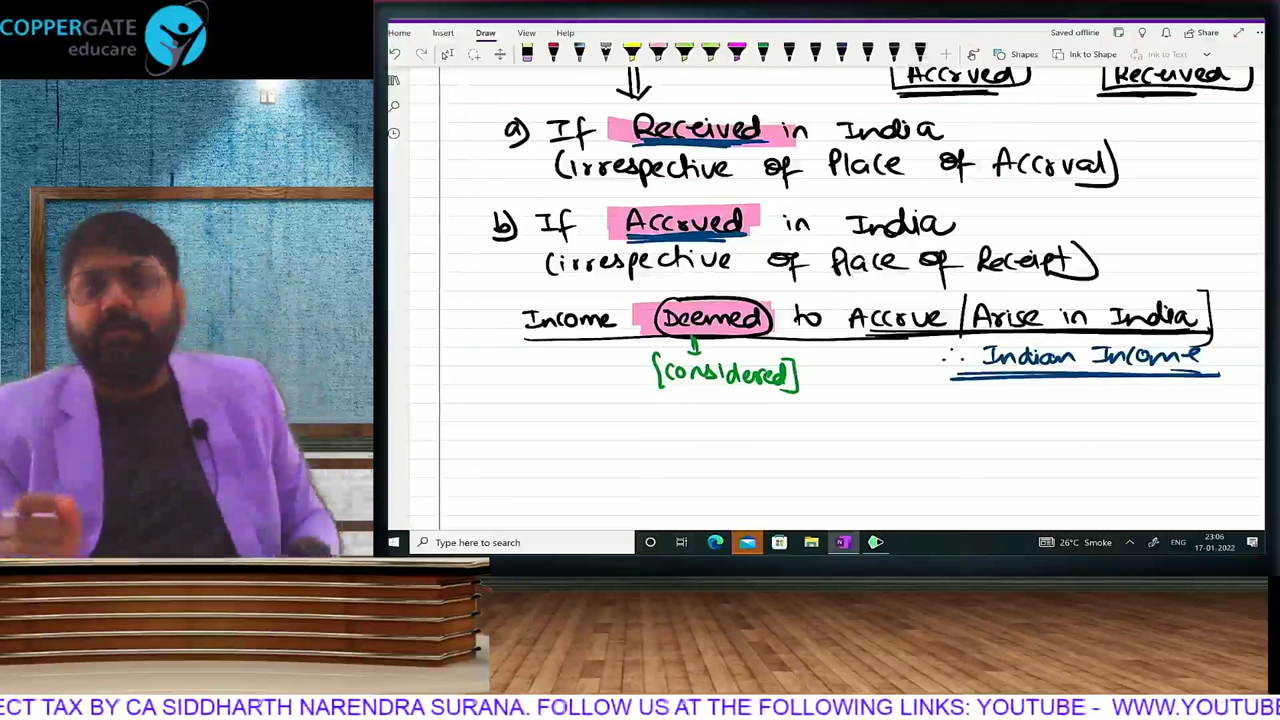 COPPERGATE
educare
Home Insert Draw View Help
Saved offline
Share
Shapes
Ink to Shape
Ink to Text
Accrued Received
a) If Received in India
(irrespective of Place of Accrual)
b) If Accrued in India
(irrespective of Place of Receipt)
Income Deemed to Accrue / Arise in India]
∴ Indian Income
[considered]
Type here to search
26°C Smoke
ENG
23:06
17-01-2022
ECT TAX BY CA SIDDHARTH NARENDRA SURANA. FOLLOW US AT THE FOLLOWING LINKS: YOUTUBE - WWW.YOUTUBE